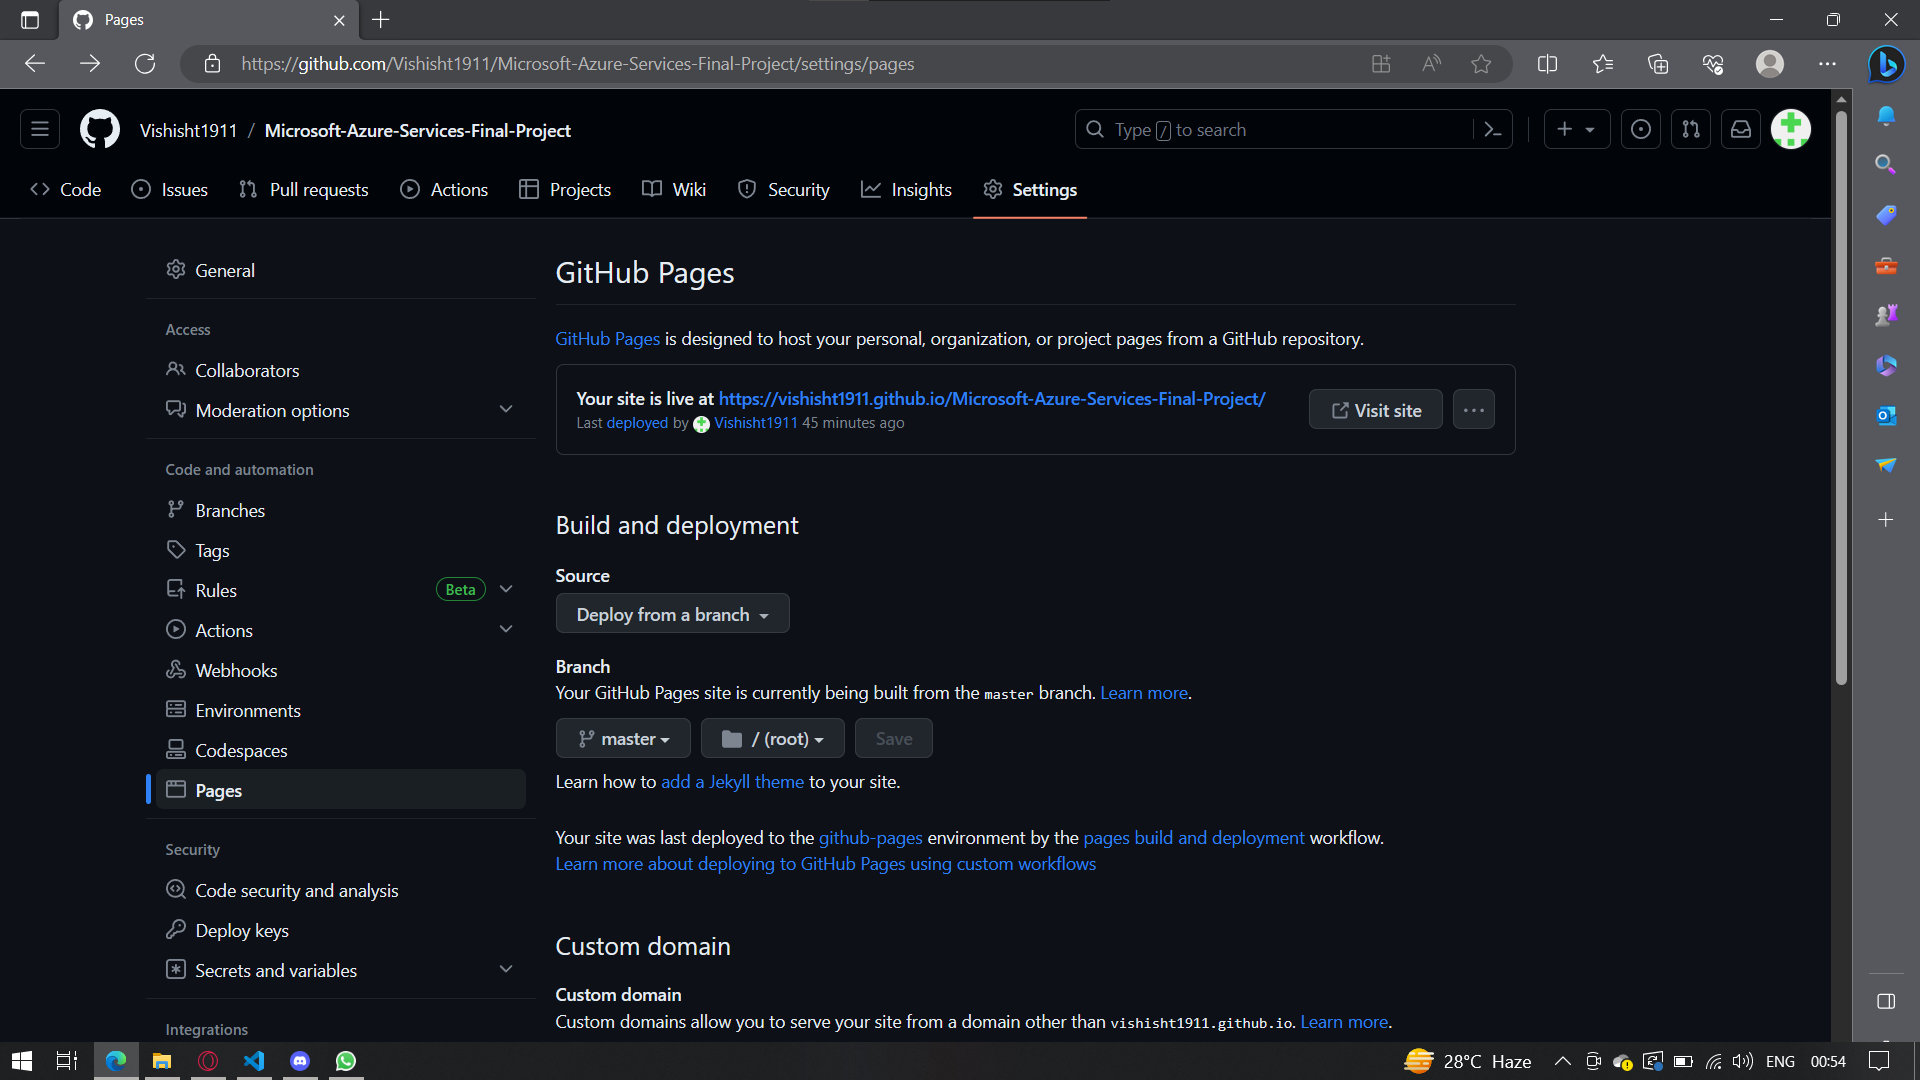 Pages
https://github.com/Vishisht1911/Microsoft-Azure-Services-Final-Project/settings/pages
Vishisht1911 / Microsoft-Azure-Services-Final-Project
Type / to search
Code Issues Pull requests Actions Projects Wiki Security Insights Settings
General
Access
Collaborators
Moderation options
Code and automation
Branches
Tags
Rules Beta
Actions
Webhooks
Environments
Codespaces
Pages
Security
Code security and analysis
Deploy keys
Secrets and variables
Integrations
GitHub Pages
GitHub Pages is designed to host your personal, organization, or project pages from a GitHub repository.
Your site is live at https://vishisht1911.github.io/Microsoft-Azure-Services-Final-Project/
Last deployed by Vishisht1911 45 minutes ago
Visit site
Build and deployment
Source
Deploy from a branch
Branch
Your GitHub Pages site is currently being built from the master branch. Learn more.
master / (root) Save
Learn how to add a Jekyll theme to your site.
Your site was last deployed to the github-pages environment by the pages build and deployment workflow.
Learn more about deploying to GitHub Pages using custom workflows
Custom domain
Custom domain
Custom domains allow you to serve your site from a domain other than vishisht1911.github.io. Learn more.
28°C Haze ENG 00:54